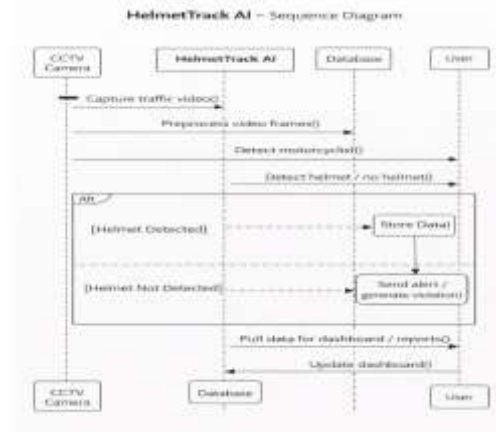 HelmetTrack AI – Sequence Diagram
CCTV
Camera
HelmetTrack AI
Database
User
Capture traffic video()
Preprocess video frames()
Detect motorcyclist()
Detect helmet / no helmet()
Alt
[Helmet Detected]
Store Data)
[Helmet Not Detected]
Send alert /
generate violation)
Pull data for dashboard / reports()
Update dashboard()
CCTV
Camera
Database
User